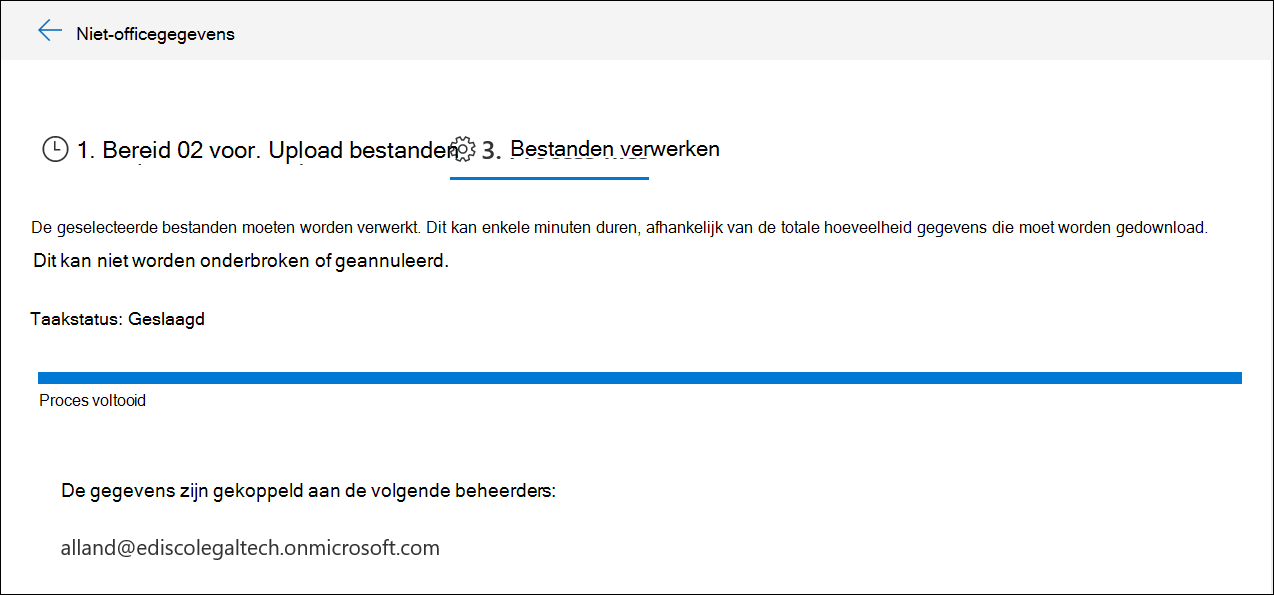 Niet-officegegevens
1. Bereid 02 voor. Upload bestanden 3. Bestanden verwerken
De geselecteerde bestanden moeten worden verwerkt. Dit kan enkele minuten duren, afhankelijk van de totale hoeveelheid gegevens die moet worden gedownload.
Dit kan niet worden onderbroken of geannuleerd.
Taakstatus: Geslaagd
Proces voltooid
De gegevens zijn gekoppeld aan de volgende beheerders:
alland@ediscolegaltech.onmicrosoft.com